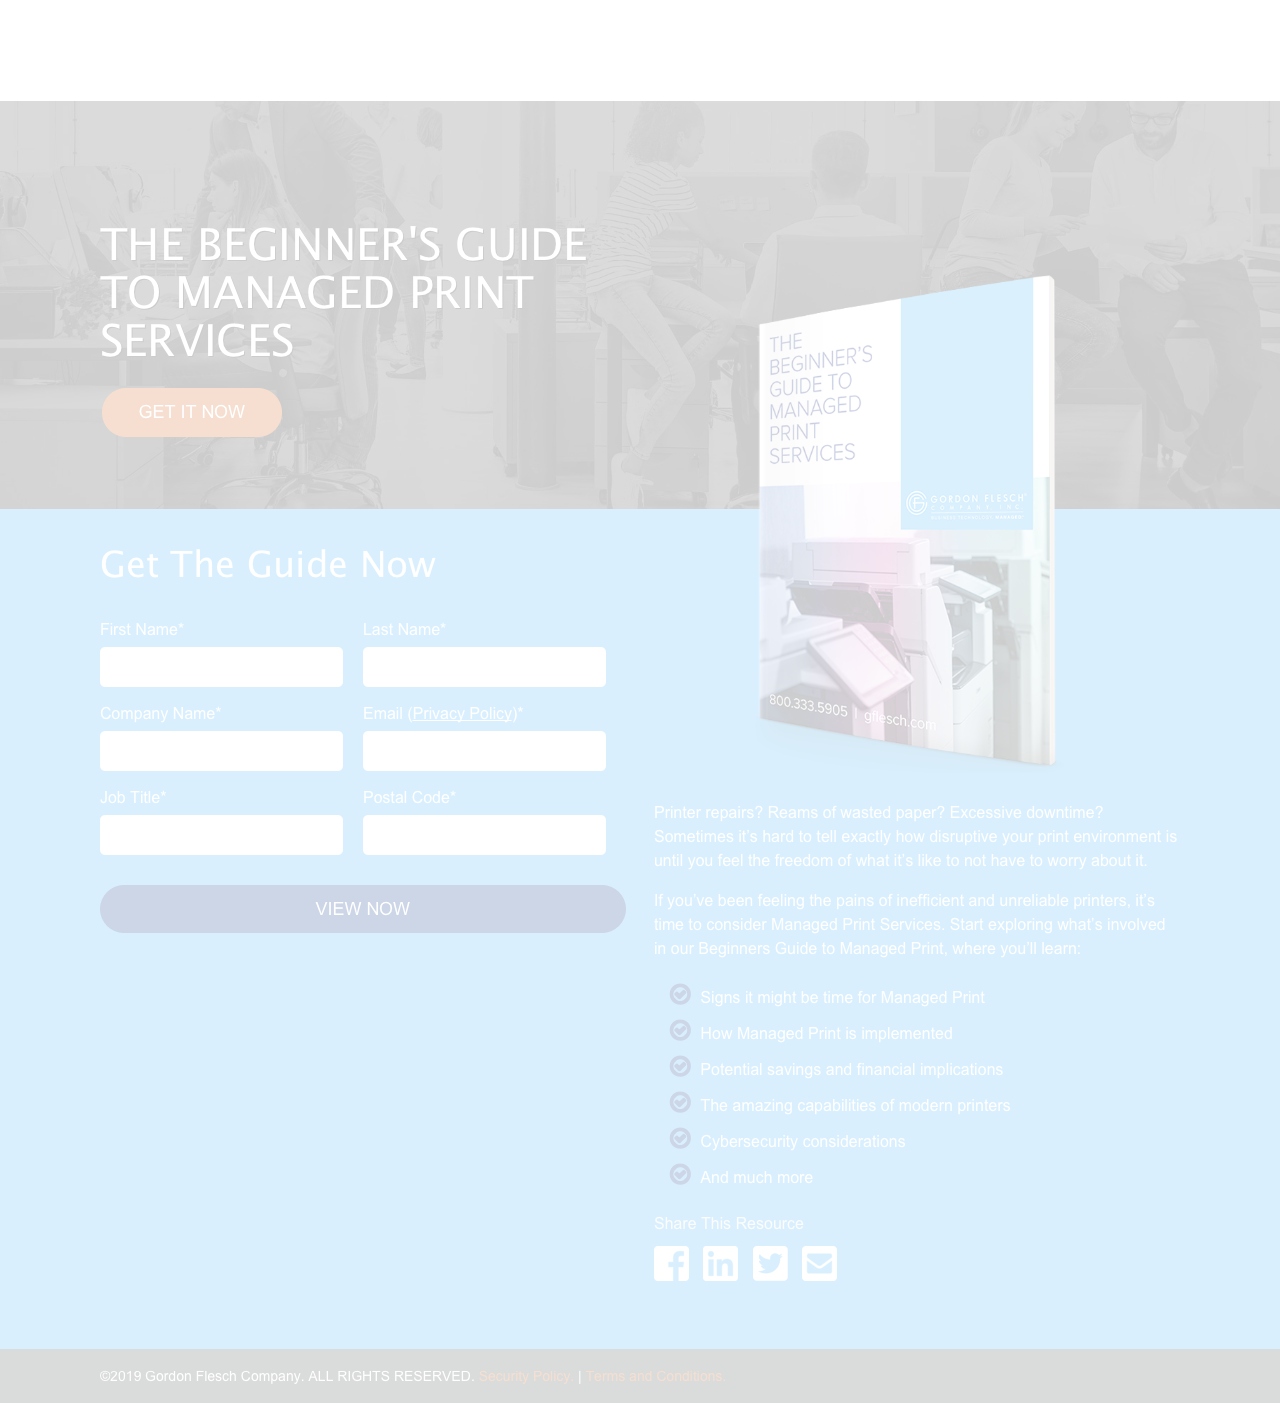 THE BEGINNER'S GUIDE
TO MANAGED PRINT
SERVICES
GET IT NOW
THE
BEGINNER'S
GUIDE TO
MANAGED
PRINT
SERVICES
GORDON FLESCH
COMPANY, INC.
800.333.5905 | gflesch.com
Get The Guide Now
First Name*
Last Name*
Company Name*
Email (Privacy Policy)*
Job Title*
Postal Code*
VIEW NOW
Printer repairs? Reams of wasted paper? Excessive downtime?
Sometimes it’s hard to tell exactly how disruptive your print environment is
until you feel the freedom of what it’s like to not have to worry about it.
If you’ve been feeling the pains of inefficient and unreliable printers, it’s
time to consider Managed Print Services. Start exploring what’s involved
in our Beginners Guide to Managed Print, where you’ll learn:
Signs it might be time for Managed Print
How Managed Print is implemented
Potential savings and financial implications
The amazing capabilities of modern printers
Cybersecurity considerations
And much more
Share This Resource
©2019 Gordon Flesch Company. ALL RIGHTS RESERVED. Security Policy. | Terms and Conditions.